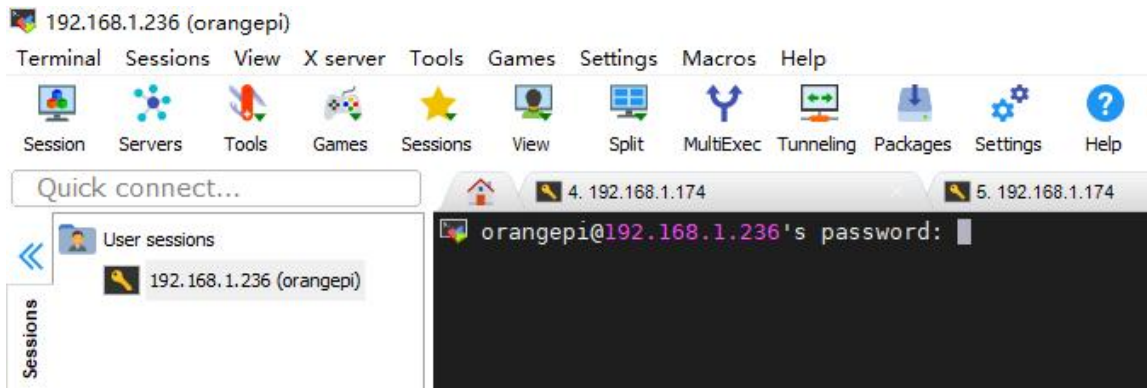 192.168.1.236 (orangepi)
Terminal Sessions View X server Tools Games Settings Macros Help
Session Servers Tools Games Sessions View Split MultiExec Tunneling Packages Settings Help
Quick connect...
4. 192.168.1.174
5. 192.168.1.174
User sessions
192.168.1.236 (orangepi)
Sessions
orangepi@192.168.1.236's password: